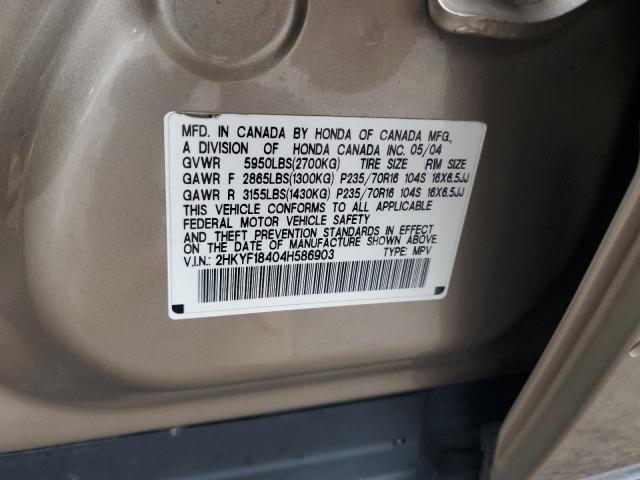 MFD. IN CANADA BY HONDA OF CANADA MFG.,
A DIVISION OF HONDA CANADA INC. 05/04
GVWR 5950LBS(2700KG) TIRE SIZE RIM SIZE
GAWR F 2865LBS(1300KG) P235/70R16 104S 16X6.5JJ
GAWR R 3155LBS(1430KG) P235/70R16 104S 16X6.5JJ
THIS VEHICLE CONFORMS TO ALL APPLICABLE
FEDERAL MOTOR VEHICLE SAFETY
AND THEFT PREVENTION STANDARDS IN EFFECT
ON THE DATE OF MANUFACTURE SHOWN ABOVE.
V.I.N.: 2HKYF18404H586903 TYPE: MPV